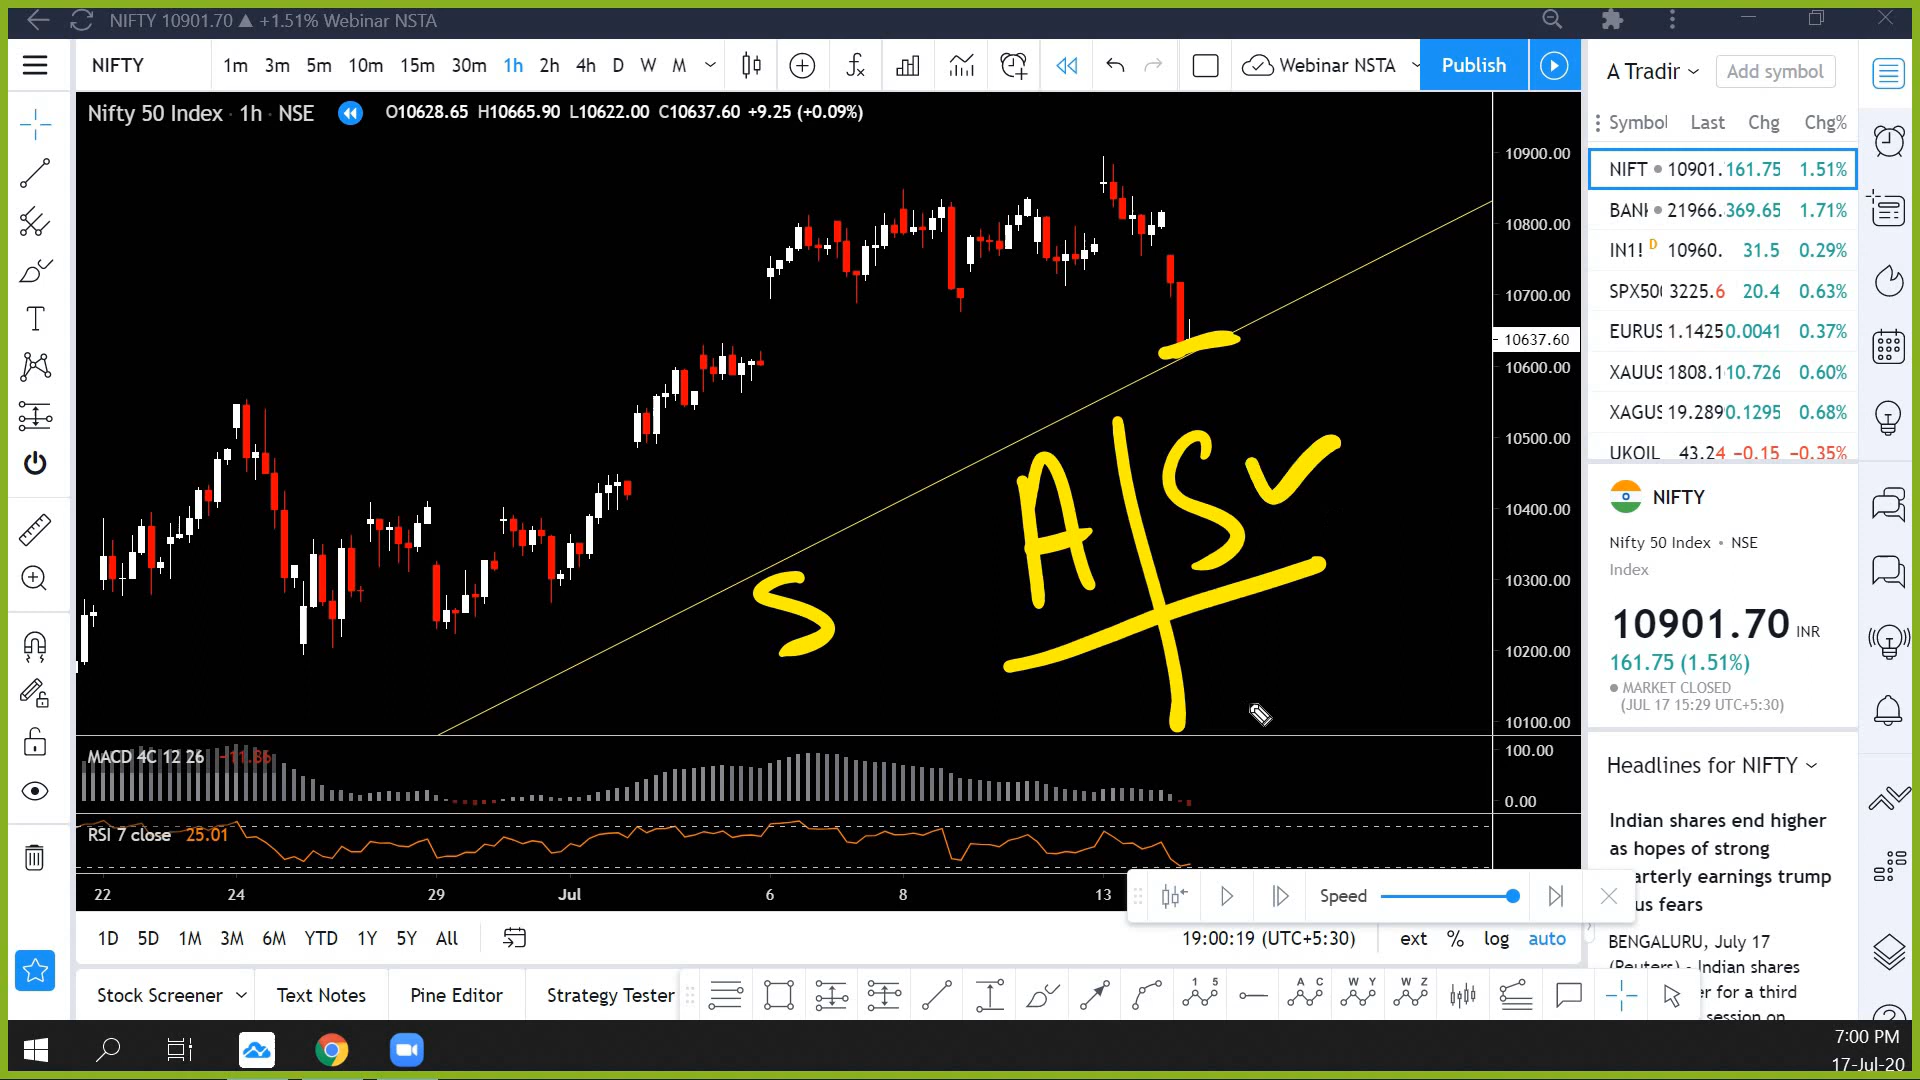 NIFTY 10901.70 ▲ +1.51% Webinar NSTA
NIFTY 1m 3m 5m 10m 15m 30m 1h 2h 4h D W M Webinar NSTA Publish
A Tradir Add symbol
Nifty 50 Index · 1h · NSE O10628.65 H10665.90 L10622.00 C10637.60 +9.25 (+0.09%)
Symbol Last Chg Chg%
NIFT 10901. 161.75 1.51%
BANK 21966. 369.65 1.71%
IN1! D 10960. 31.5 0.29%
SPX500 3225.6 20.4 0.63%
EURUS 1.1425 0.0041 0.37%
XAUUS 1808.1 10.726 0.60%
XAGUS 19.289 0.1295 0.68%
UKOIL 43.24 −0.15 −0.35%
10900.00
10800.00
10700.00
10637.60
10600.00
10500.00
10400.00
10300.00
10200.00
10100.00
A S
S
NIFTY
Nifty 50 Index • NSE
Index
10901.70 INR
161.75 (1.51%)
MARKET CLOSED
(JUL 17 15:29 UTC+5:30)
MACD 4C 12 26 −11.86
100.00
0.00
RSI 7 close 25.01
22 24 29 Jul 6 8 13
Speed
Headlines for NIFTY
Indian shares end higher
as hopes of strong
arterly earnings trump
us fears
BENGALURU, July 17
(Reuters) - Indian shares
er for a third
session on
1D 5D 1M 3M 6M YTD 1Y 5Y All
19:00:19 (UTC+5:30) ext % log auto
Stock Screener Text Notes Pine Editor Strategy Tester
1 5 A C W Y W Z
7:00 PM
17-Jul-20